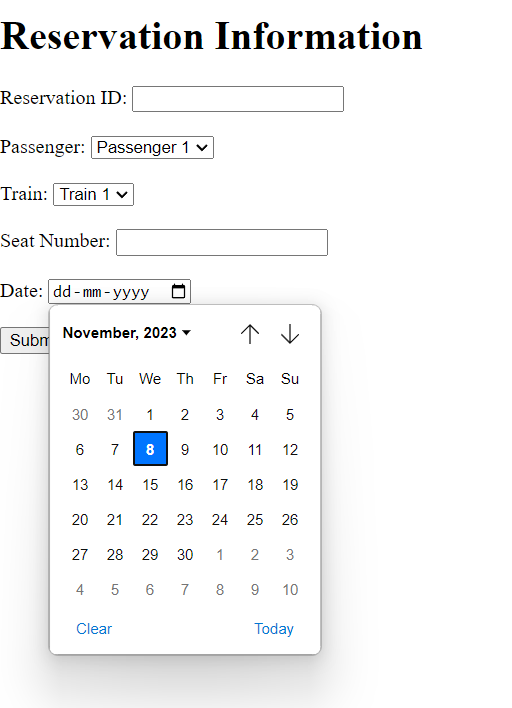 Reservation Information
Reservation ID:
Passenger: Passenger 1
Train: Train 1
Seat Number:
Date: dd-mm-yyyy
Subm
November, 2023
Mo Tu We Th Fr Sa Su
30 31 1 2 3 4 5
6 7 8 9 10 11 12
13 14 15 16 17 18 19
20 21 22 23 24 25 26
27 28 29 30 1 2 3
4 5 6 7 8 9 10
Clear Today